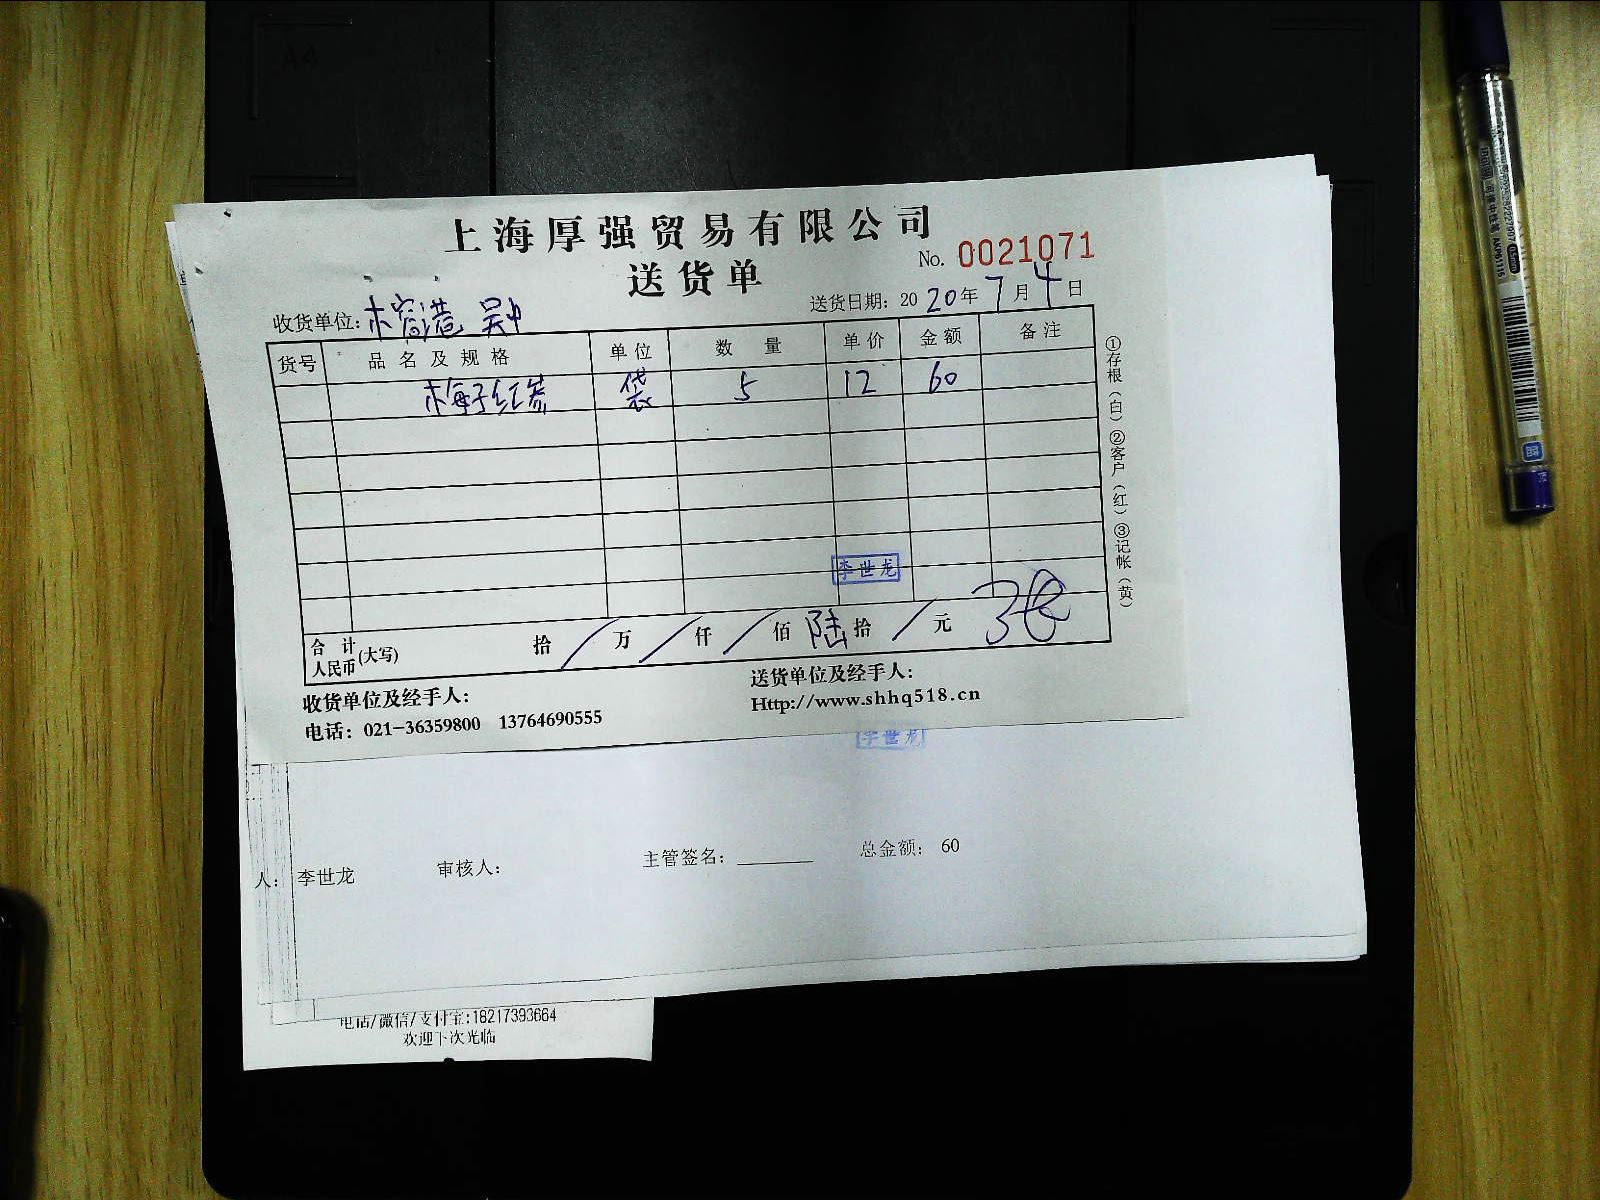 上海厚强贸易有限公司
送货单
No. 0021071
收货单位: 吴中
送货日期: 2020年7月4日
货号 品名及规格 单位 数量 单价 金额 备注
梅子红茶 袋 5 12 60
李世龙
合计人民币(大写) 拾/万/仟/佰陆拾/元
收货单位及经手人:
送货单位及经手人:
电话: 021-36359800 13764690555
Http://www.shhq518.cn
①存根(白)②客户(红)③记帐(黄)
李世龙
人: 李世龙 审核人: 主管签名: ________ 总金额: 60
电话/微信/支付宝:18217393664
欢迎下次光临
A4